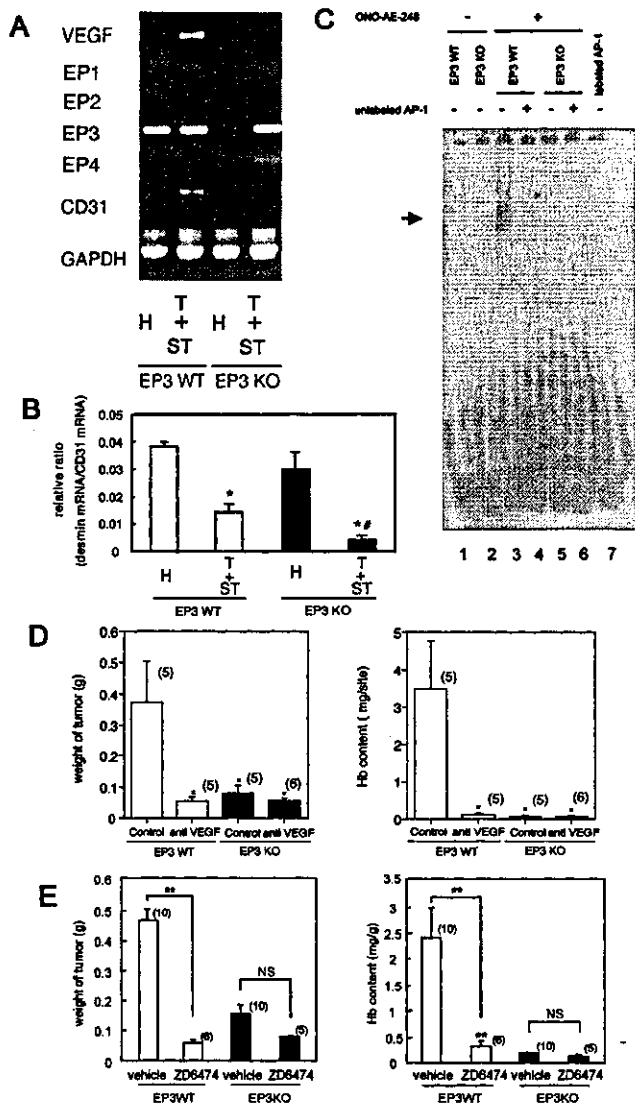 A
VEGF
EP1
EP2
EP3
EP4
CD31
GAPDH
H
T
+
ST
H
T
+
ST
EP3 WT
EP3 KO
B
relative ratio
(desmin mRNA/CD31 mRNA)
0.05
0.04
0.03
0.02
0.01
0
*
*#
H
T
+
ST
H
T
+
ST
EP3 WT
EP3 KO
C
ONO-AE-248
-
+
EP3 WT
EP3 KO
EP3 WT
EP3 KO
labeled AP-1
unlabeled AP-1
- - - + - + -
1 2 3 4 5 6 7
D
weight of tumor (g)
0.6
0.5
0.4
0.3
0.2
0.1
0
(5)
*(5)
*(5)
*(6)
Control anti VEGF Control anti VEGF
EP3 WT
EP3 KO
Hb content ( mg/site)
5
4
3
2
1
0
(5)
*(5)
*(5)
*(6)
Control anti VEGF Control anti VEGF
EP3 WT
EP3 KO
E
weight of tumor (g)
0.6
0.5
0.4
0.3
0.2
0.1
0
**
(10)
(6)
NS
(10)
(5)
vehicle ZD6474 vehicle ZD6474
EP3WT
EP3KO
Hb content (mg/g)
3
2.5
2
1.5
1
0.5
0
**
(10)
**
(6)
NS
(10)
(5)
vehicle ZD6474 vehicle ZD6474
EP3WT
EP3KO